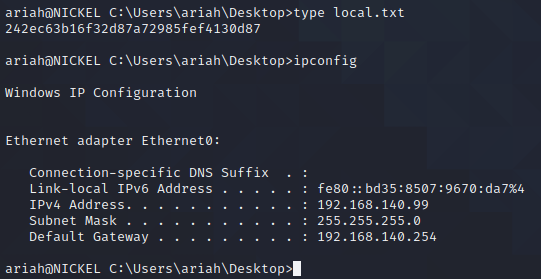 ariah@NICKEL C:\Users\ariah\Desktop>type local.txt
242ec63b16f32d87a72985fef4130d87
ariah@NICKEL C:\Users\ariah\Desktop>ipconfig
Windows IP Configuration
Ethernet adapter Ethernet0:
Connection-specific DNS Suffix  . :
Link-local IPv6 Address . . . . . : fe80::bd35:8507:9670:da7%4
IPv4 Address. . . . . . . . . . . : 192.168.140.99
Subnet Mask . . . . . . . . . . . : 255.255.255.0
Default Gateway . . . . . . . . . : 192.168.140.254
ariah@NICKEL C:\Users\ariah\Desktop>